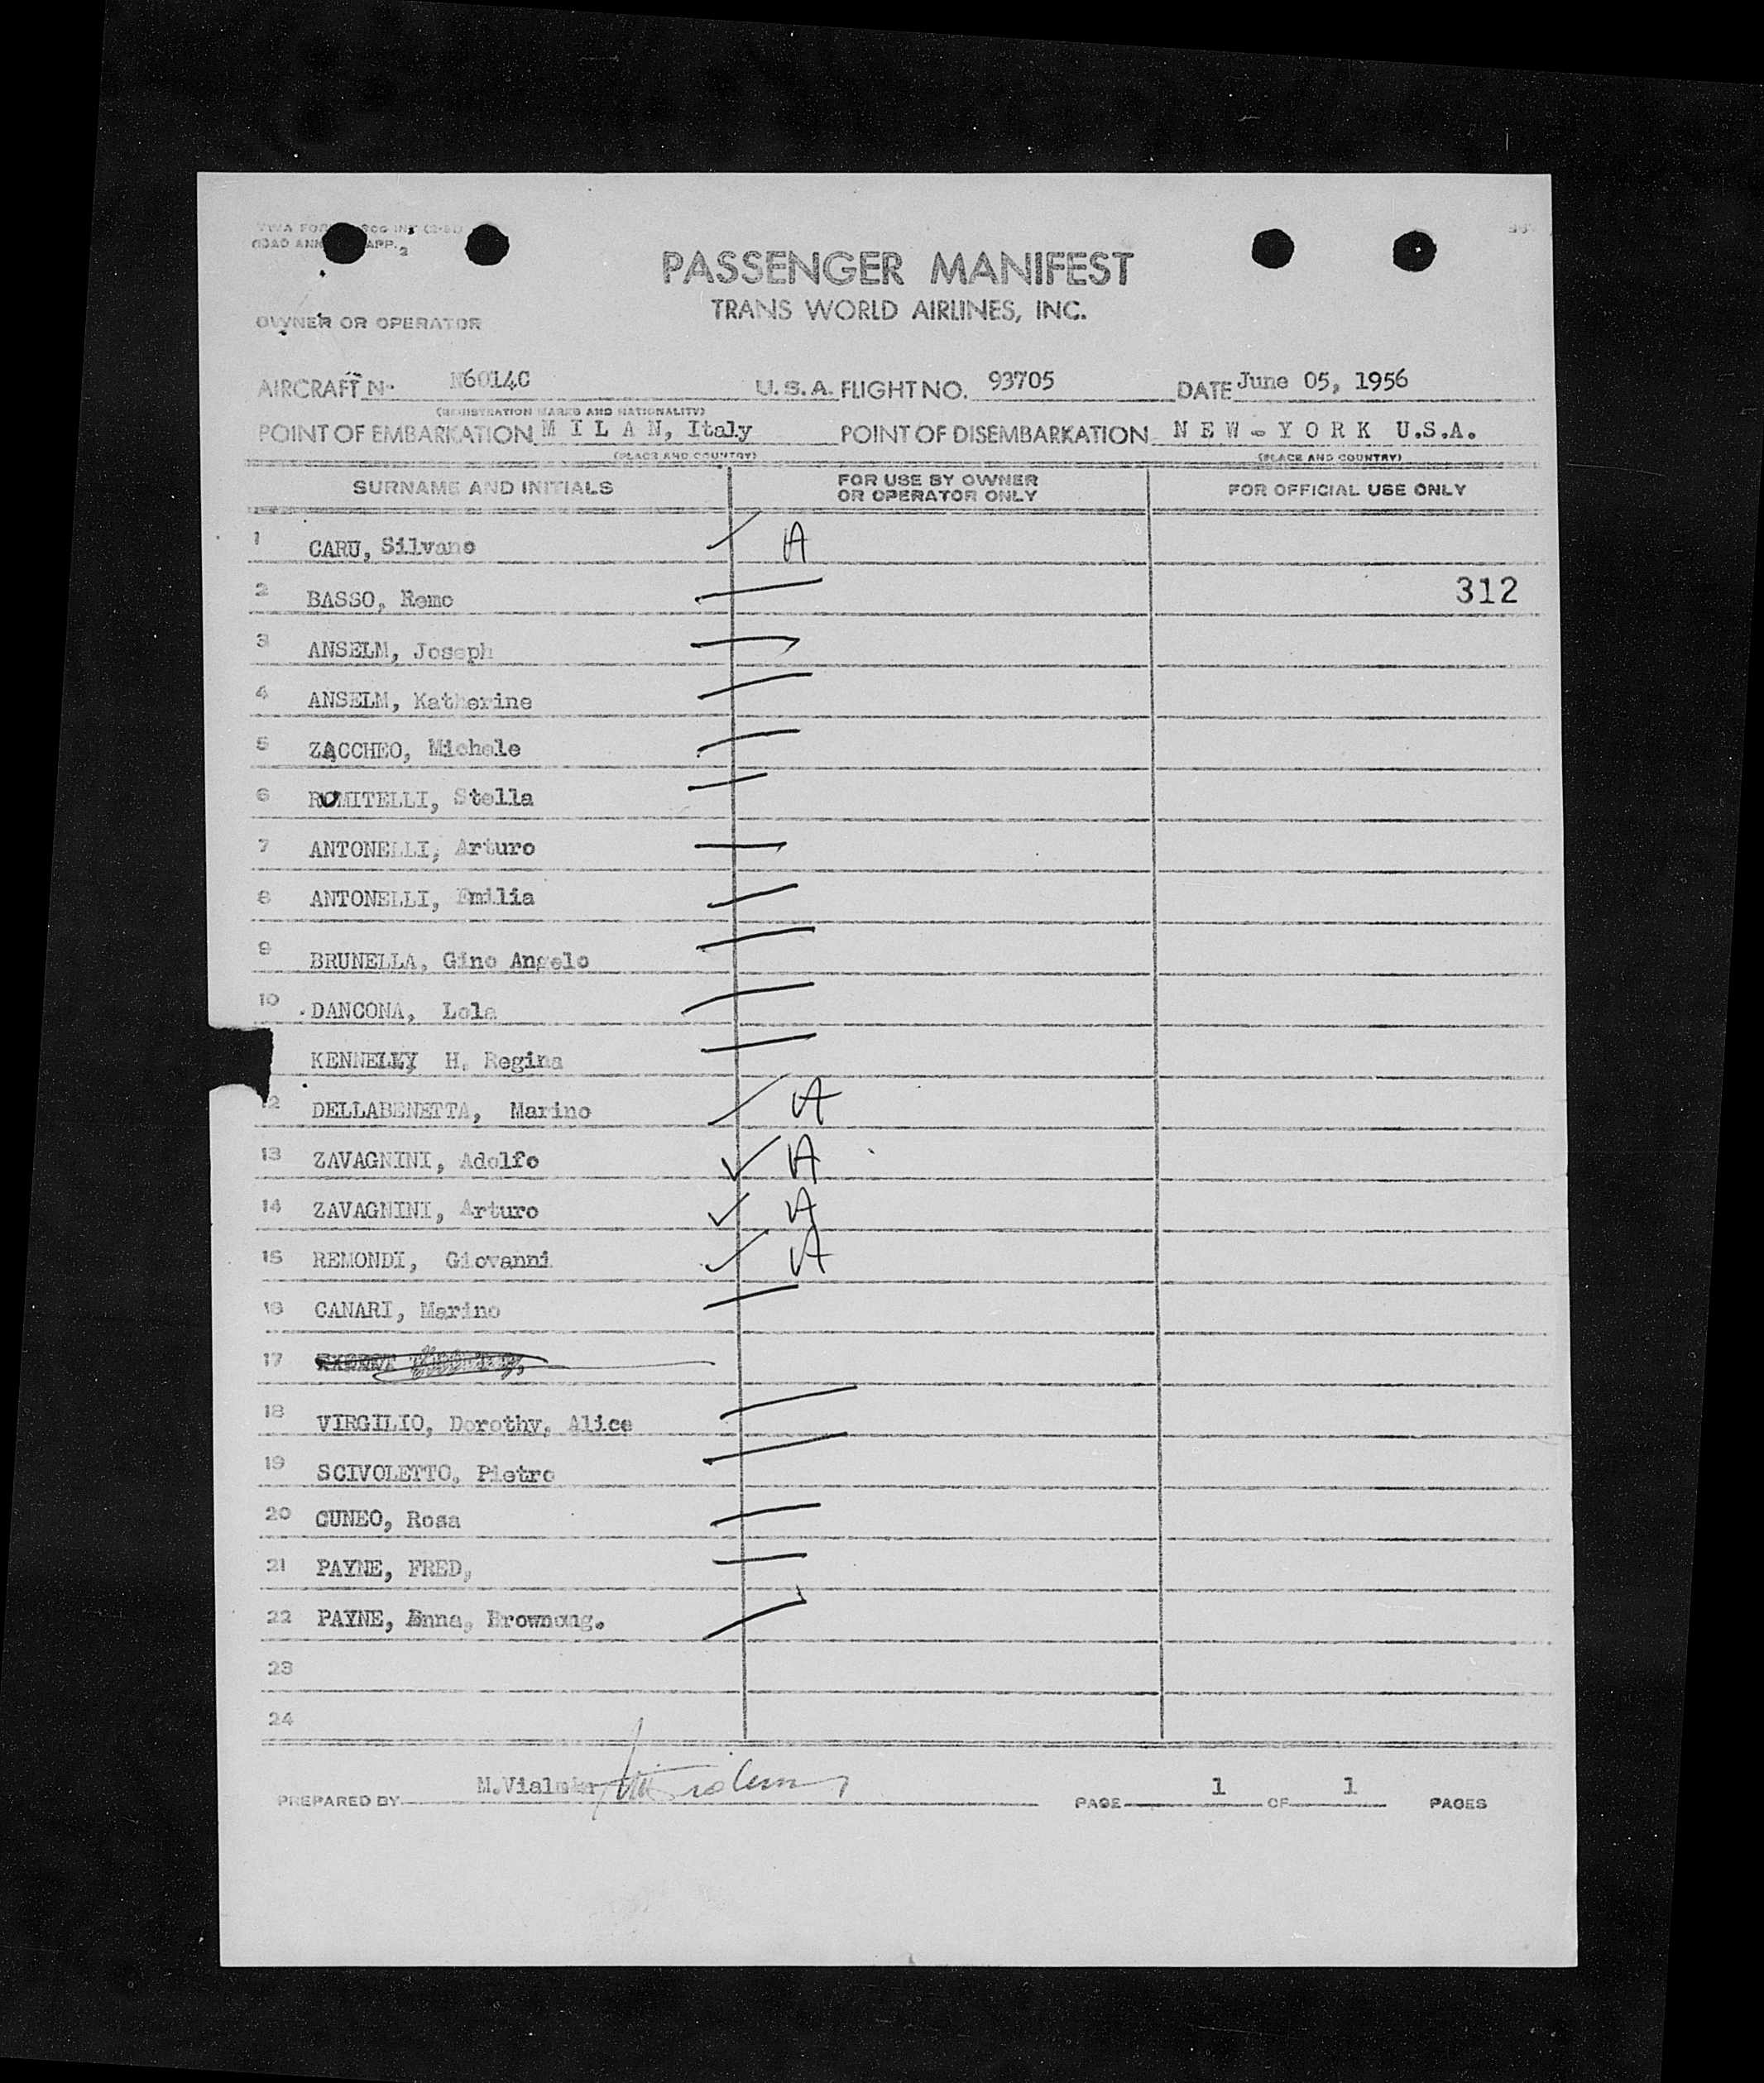 PASSENGER MANIFEST
TRANS WORLD AIRLINES, INC.
OWNER OR OPERATOR
AIRCRAFT No. N6014C U.S.A. FLIGHT NO. 93705 DATE June 05, 1956
(REGISTRATION MARKS AND NATIONALITY)
POINT OF EMBARKATION M I L A N, Italy POINT OF DISEMBARKATION N E W - Y O R K U.S.A.
(PLACE AND COUNTRY) (PLACE AND COUNTRY)
SURNAME AND INITIALS FOR USE BY OWNER OR OPERATOR ONLY FOR OFFICIAL USE ONLY
1 CARU, Silvano A
2 BASSO, Remo 312
3 ANSELM, Joseph
4 ANSELM, Katherine
5 ZACCHEO, Michele
6 ROMITELLI, Stella
7 ANTONELLI, Arturo
8 ANTONELLI, Emilia
9 BRUNELLA, Gino Angelo
10 DANCONA, Lola
KENNELLY H. Regina
12 DELLABENETTA, Marino A
13 ZAVAGNINI, Adolfo A
14 ZAVAGNINI, Arturo A
15 REMONDI, Giovanni A
16 CANARI, Marino
17
18 VIRGILIO, Dorothy, Alice
19 SCIVOLETTO, Pietro
20 CUNEO, Rosa
21 PAYNE, FRED,
22 PAYNE, Anna,
23
24
PREPARED BY PAGE 1 OF 1 PAGES